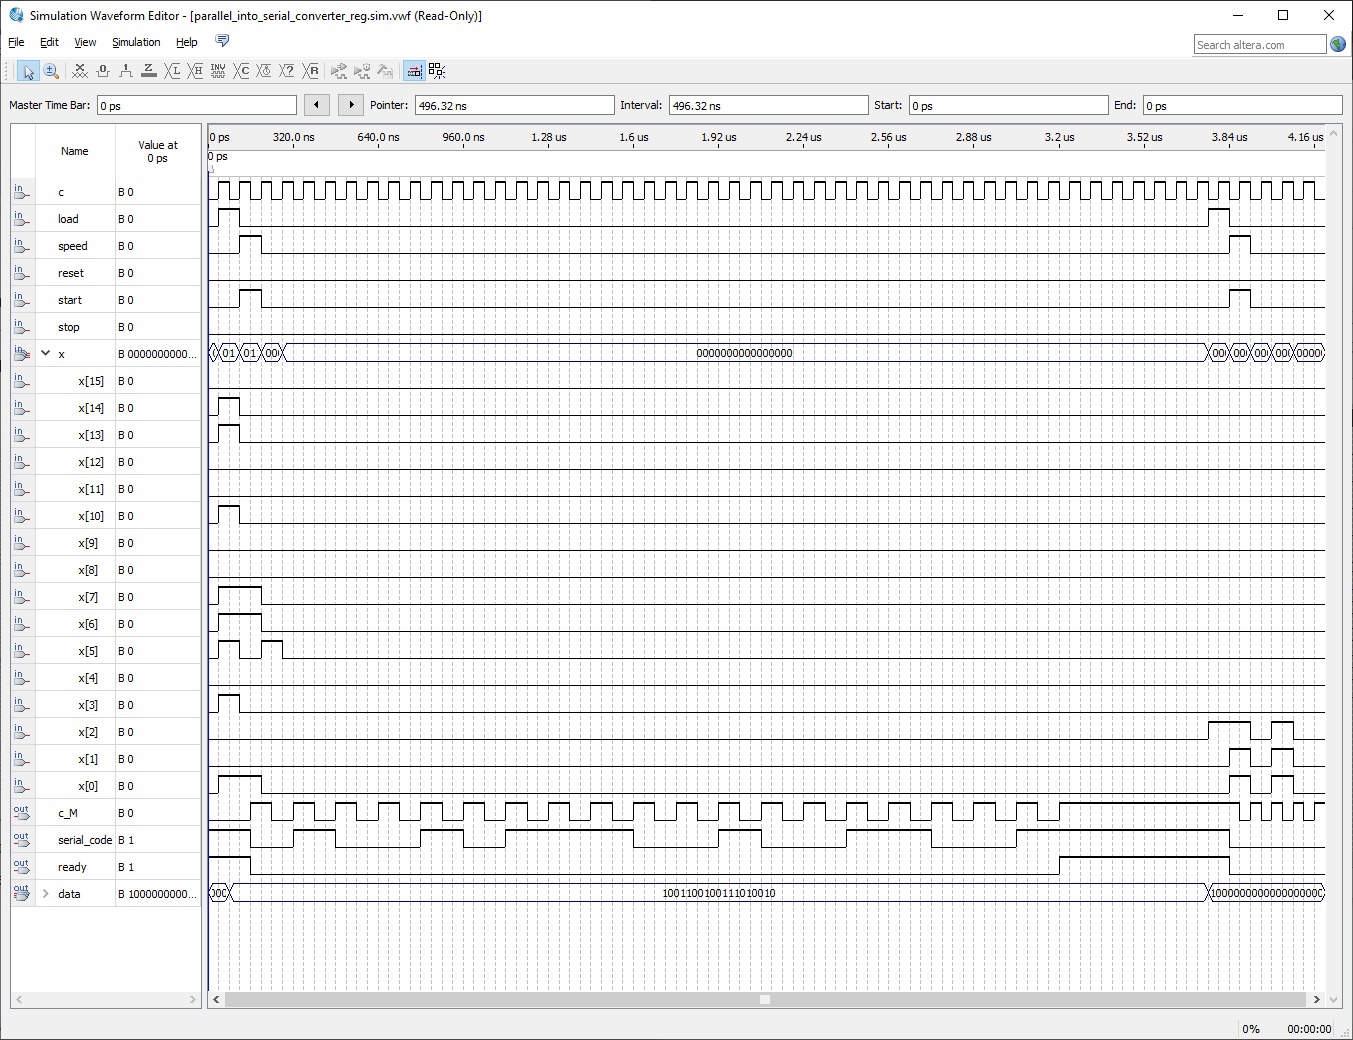 Simulation Waveform Editor - [parallel_into_serial_converter_reg.sim.vwf (Read-Only)]
File Edit View Simulation Help
Search altera.com
Master Time Bar: 0 ps Pointer: 496.32 ns Interval: 496.32 ns Start: 0 ps End: 0 ps
Name Value at 0 ps
0 ps 320.0 ns 640.0 ns 960.0 ns 1.28 us 1.6 us 1.92 us 2.24 us 2.56 us 2.88 us 3.2 us 3.52 us 3.84 us 4.16 us
0 ps
in c B 0
in load B 0
in speed B 0
in reset B 0
in start B 0
in stop B 0
in x B 0000000000... 01 01 00 0000000000000000 00 00 00 00 0000
in x[15] B 0
in x[14] B 0
in x[13] B 0
in x[12] B 0
in x[11] B 0
in x[10] B 0
in x[9] B 0
in x[8] B 0
in x[7] B 0
in x[6] B 0
in x[5] B 0
in x[4] B 0
in x[3] B 0
in x[2] B 0
in x[1] B 0
in x[0] B 0
out c_M B 0
out serial_code B 1
out ready B 1
out data B 1000000000... 1001100100111010010
0% 00:00:00